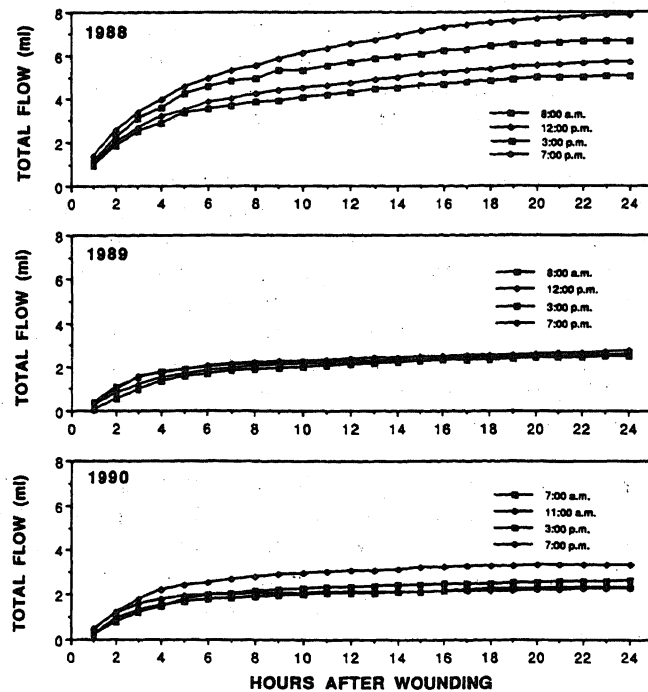 8
6
4
2
0
TOTAL FLOW (ml)
1988
8:00 a.m.
12:00 p.m.
3:00 p.m.
7:00 p.m.
0 2 4 6 8 10 12 14 16 18 20 22 24
8
6
4
2
0
TOTAL FLOW (ml)
1989
8:00 a.m.
12:00 p.m.
3:00 p.m.
7:00 p.m.
0 2 4 6 8 10 12 14 16 18 20 22 24
8
6
4
2
0
TOTAL FLOW (ml)
1990
7:00 a.m.
11:00 a.m.
3:00 p.m.
7:00 p.m.
0 2 4 6 8 10 12 14 16 18 20 22 24
HOURS AFTER WOUNDING